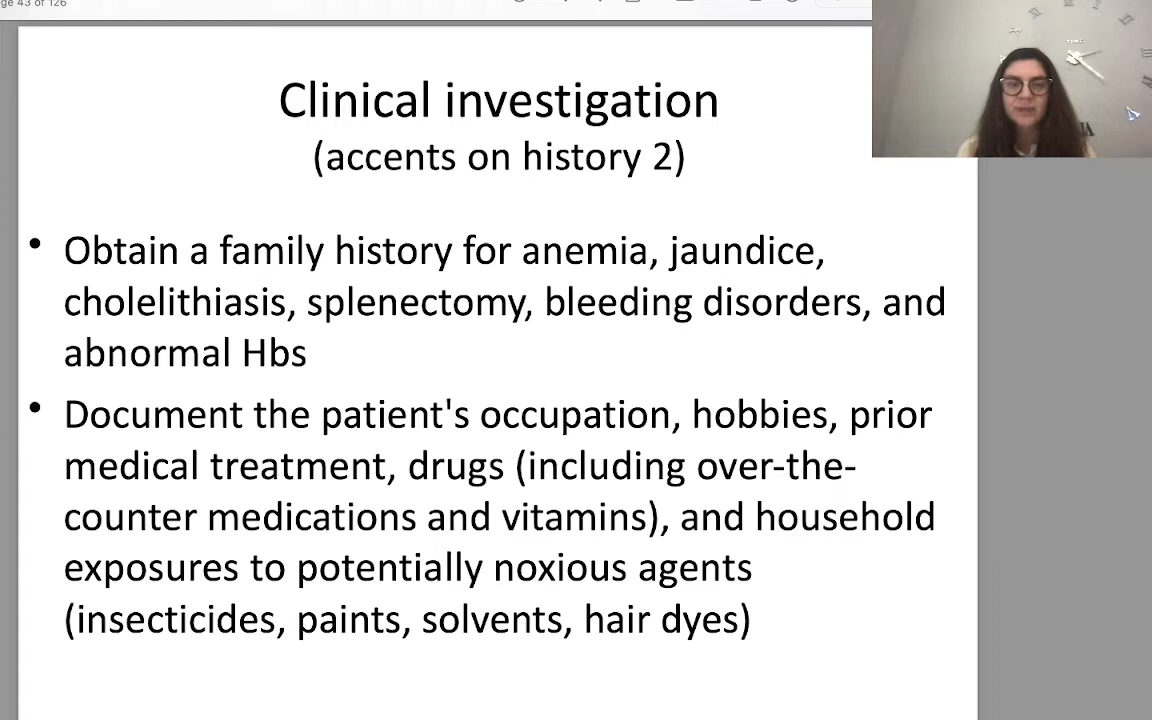 ge 43 of 126
Clinical investigation
(accents on history 2)
• Obtain a family history for anemia, jaundice,
cholelithiasis, splenectomy, bleeding disorders, and
abnormal Hbs
• Document the patient's occupation, hobbies, prior
medical treatment, drugs (including over-the-
counter medications and vitamins), and household
exposures to potentially noxious agents
(insecticides, paints, solvents, hair dyes)